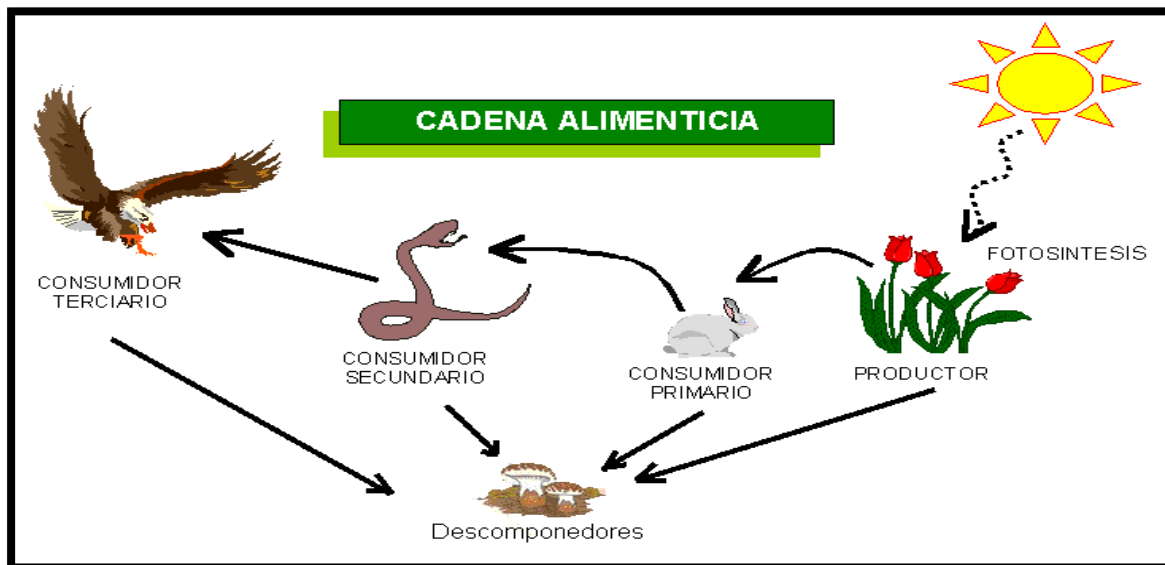 CADENA ALIMENTICIA
FOTOSINTESIS
CONSUMIDOR
TERCIARIO
CONSUMIDOR
SECUNDARIO
CONSUMIDOR
PRIMARIO
PRODUCTOR
Descomponedores